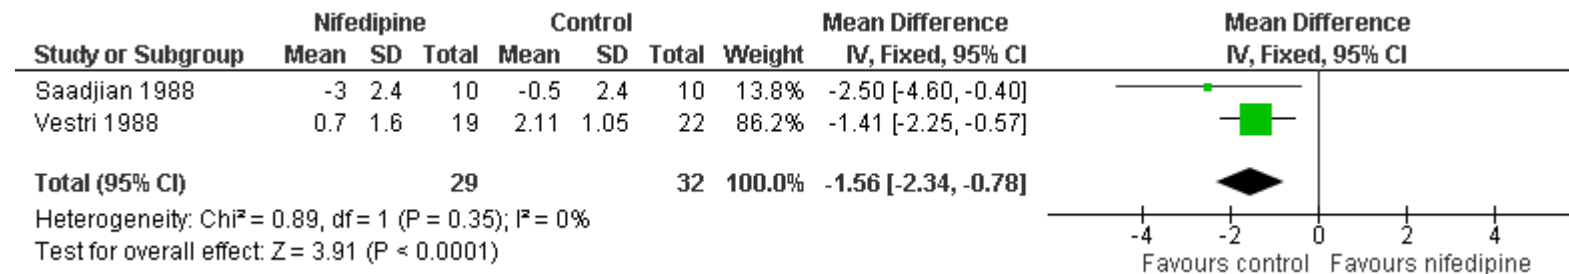 Nifedipine Control Mean Difference Mean Difference
Study or Subgroup Mean SD Total Mean SD Total Weight IV, Fixed, 95% CI IV, Fixed, 95% CI
Saadjian 1988 -3 2.4 10 -0.5 2.4 10 13.8% -2.50 [-4.60, -0.40]
Vestri 1988 0.7 1.6 19 2.11 1.05 22 86.2% -1.41 [-2.25, -0.57]
Total (95% CI) 29 32 100.0% -1.56 [-2.34, -0.78]
Heterogeneity: Chi² = 0.89, df = 1 (P = 0.35); I² = 0%
Test for overall effect: Z = 3.91 (P < 0.0001)
-4 -2 0 2 4
Favours control Favours nifedipine